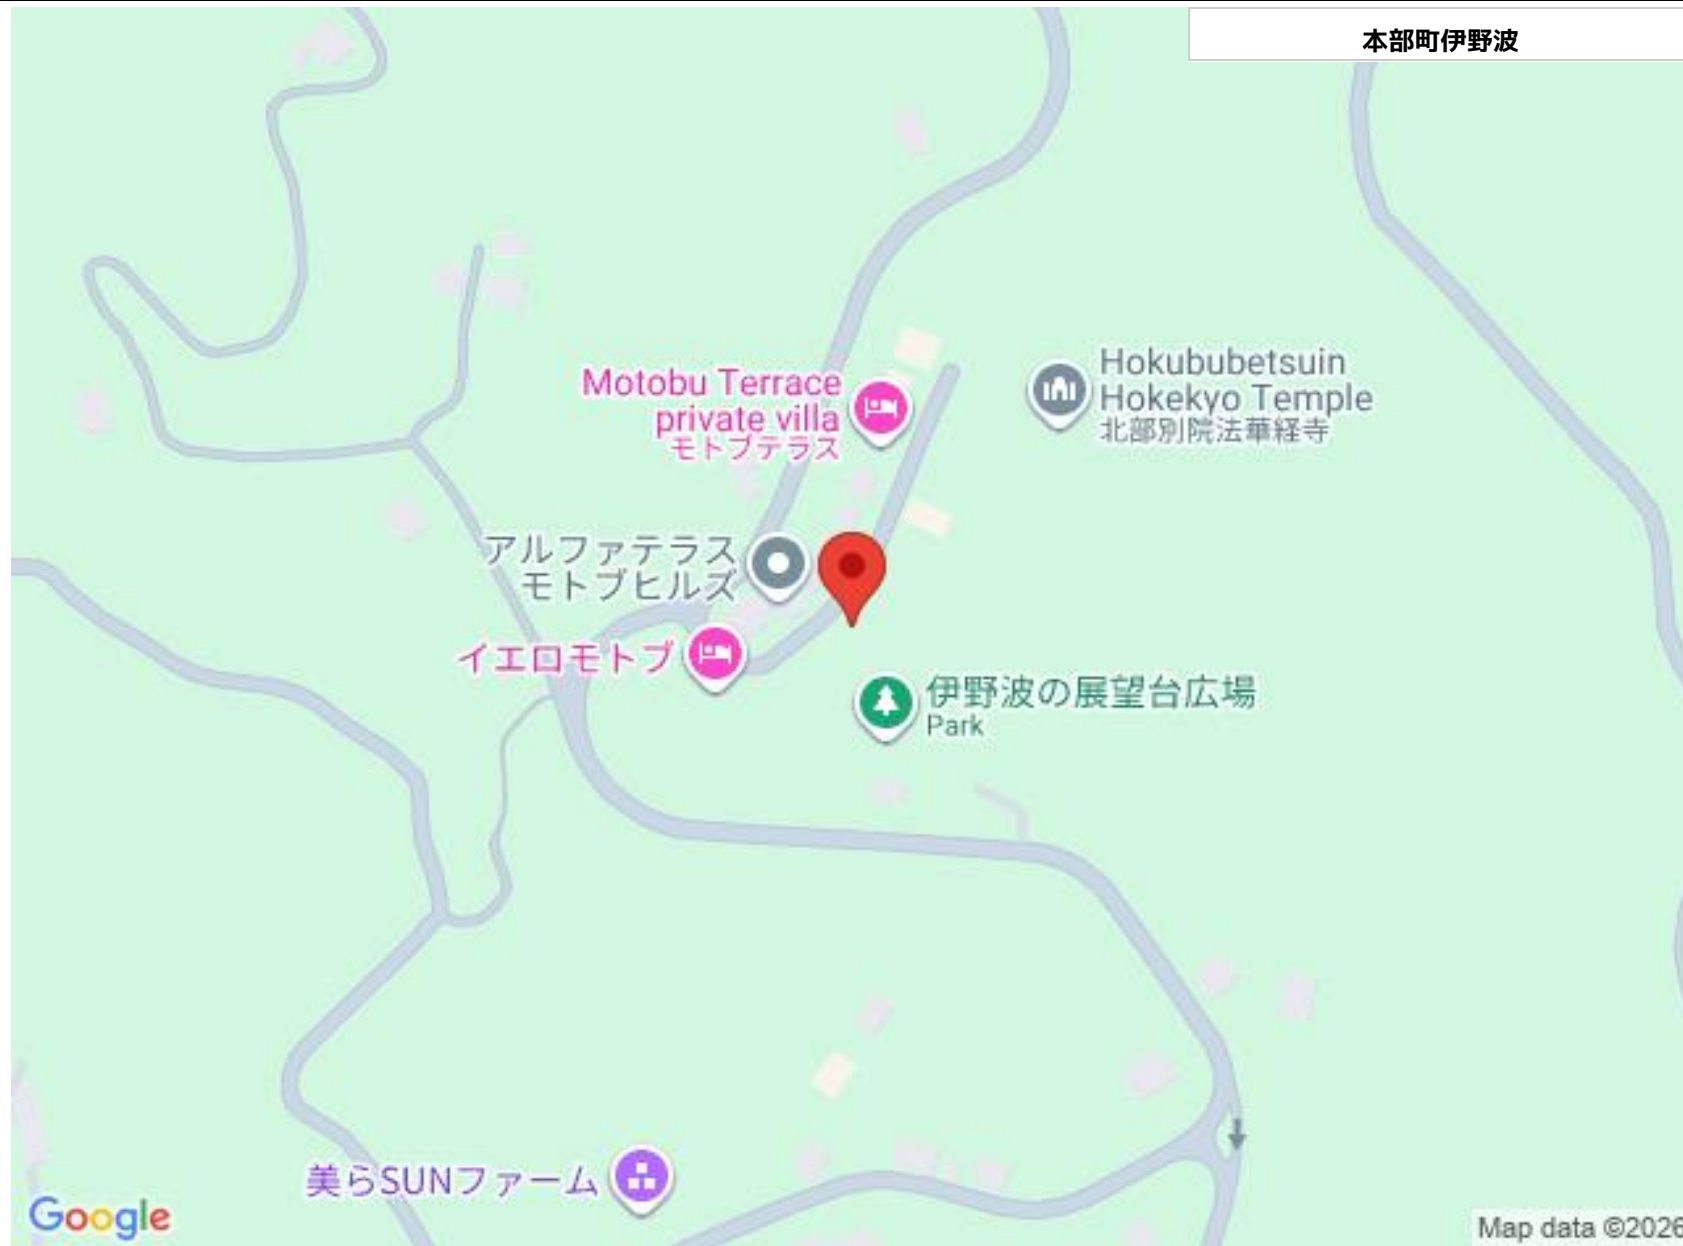 本部町伊野波
Motobu Terrace
private villa
モトブテラス
Hokububetsuin
Hokekyo Temple
北部別院法華経寺
アルファテラス
モトブヒルズ
イエロモトブ
伊野波の展望台広場
Park
美らSUNファーム
Google
Map data ©2026